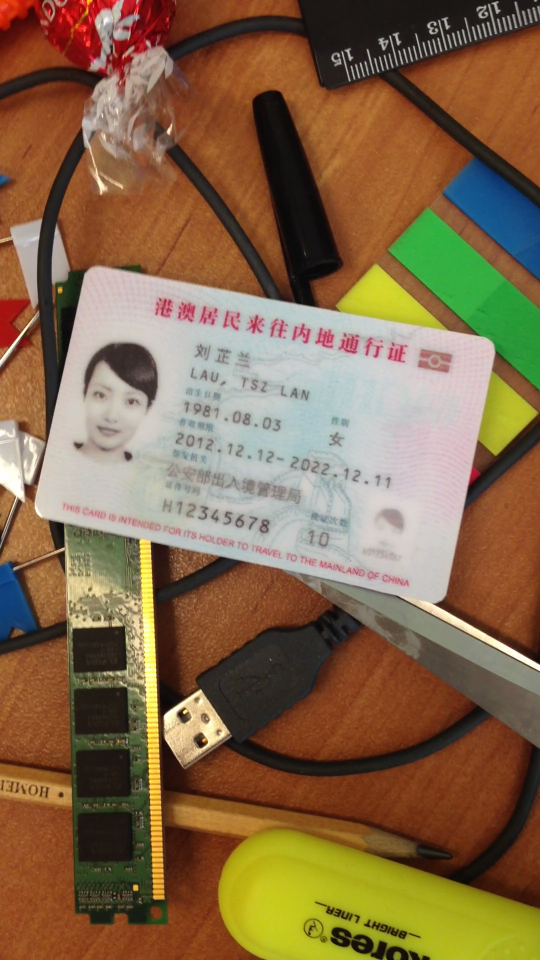 DO
15 14 13 12
港澳居民来往内地通行证
刘芷兰
LAU, TSZ LAN
出生日期
性别
1981.08.03
女
有效期限
2012.12.12-2022.12.11
签发机关
公安部出入境管理局
证件号码
换证次数
H12345678
10
THIS CARD IS INTENDED FOR ITS HOLDER TO TRAVEL TO THE MAINLAND OF CHINA
HOMER
kores
BRIGHT LINER